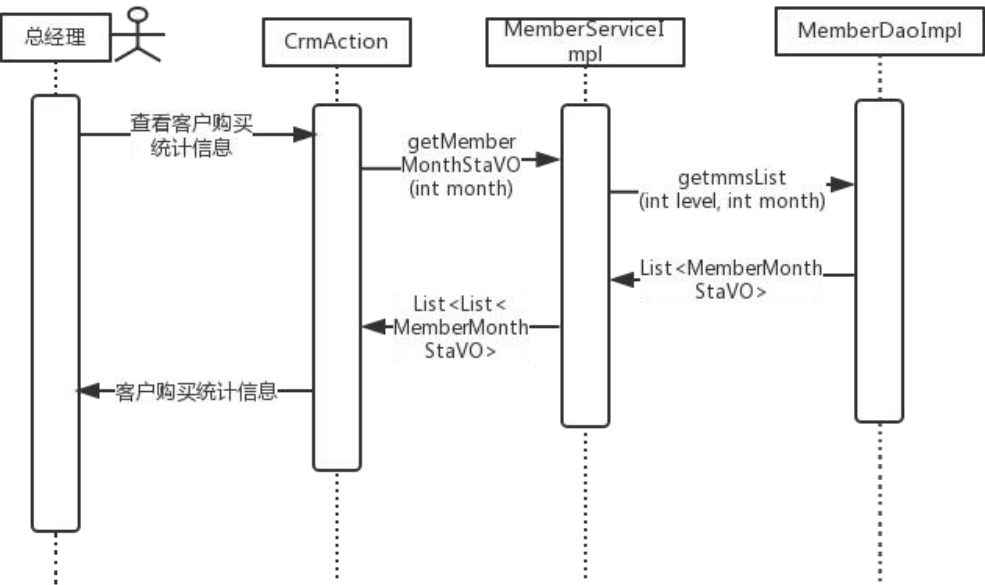 总经理
CrmAction
MemberServiceI
mpl
MemberDaoImpl
查看客户购买
统计信息
getMember
MonthStaVO
(int month)
getmmsList
(int level, int month)
List<MemberMonth
StaVO>
List<List<
MemberMonth
StaVO>
客户购买统计信息